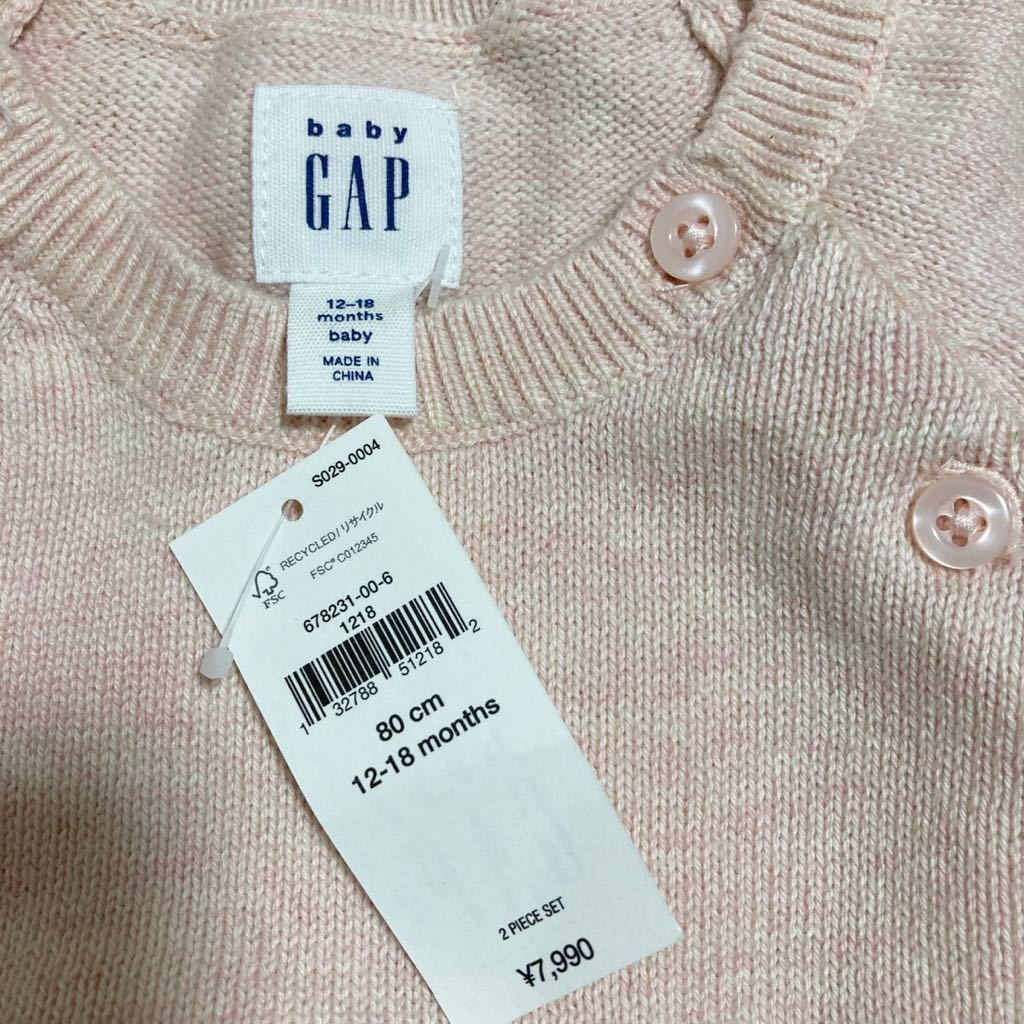 baby
GAP
12–18
months
baby
MADE IN
CHINA
S029-0004
RECYCLED/リサイクル
FSC® C012345
FSC
678231-00-6
1218
1 32788 51218 2
80 cm
12-18 months
2 PIECE SET
¥7,990